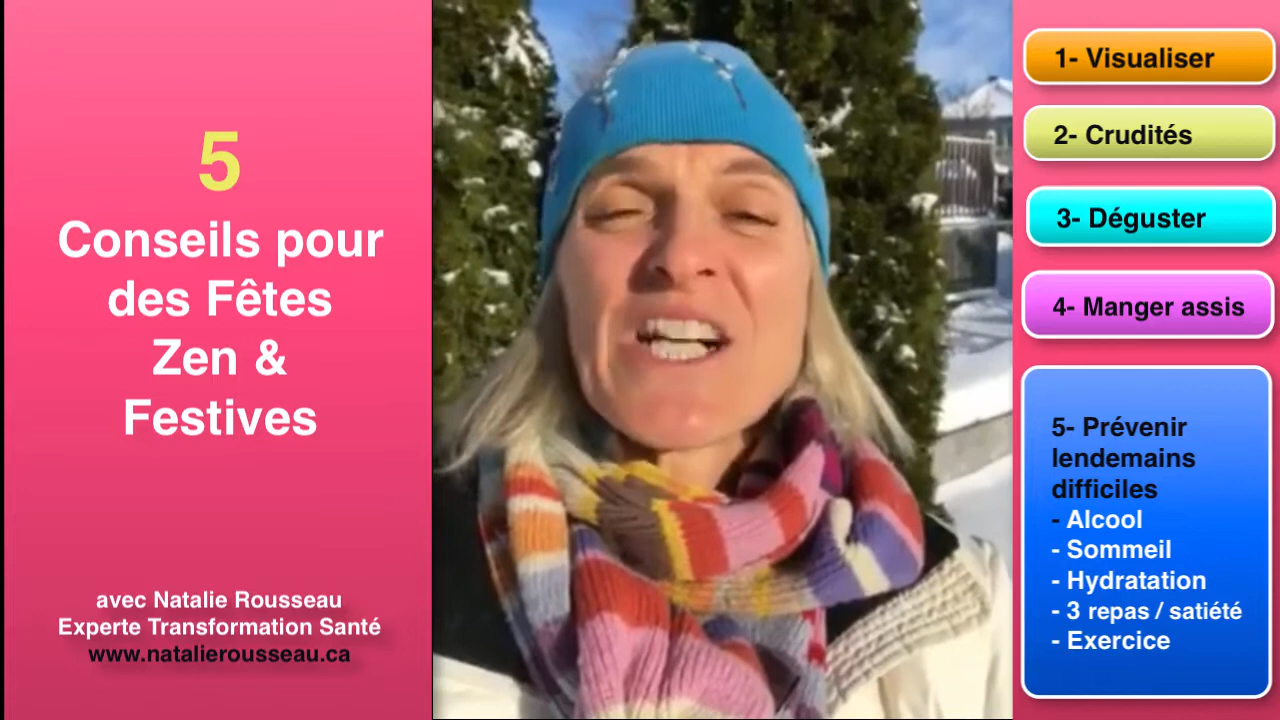 5
Conseils pour
des Fêtes
Zen &
Festives
avec Natalie Rousseau
Experte Transformation Santé
www.natalierousseau.ca
1- Visualiser
2- Crudités
3- Déguster
4- Manger assis
5- Prévenir
lendemains
difficiles
- Alcool
- Sommeil
- Hydratation
- 3 repas / satiété
- Exercice